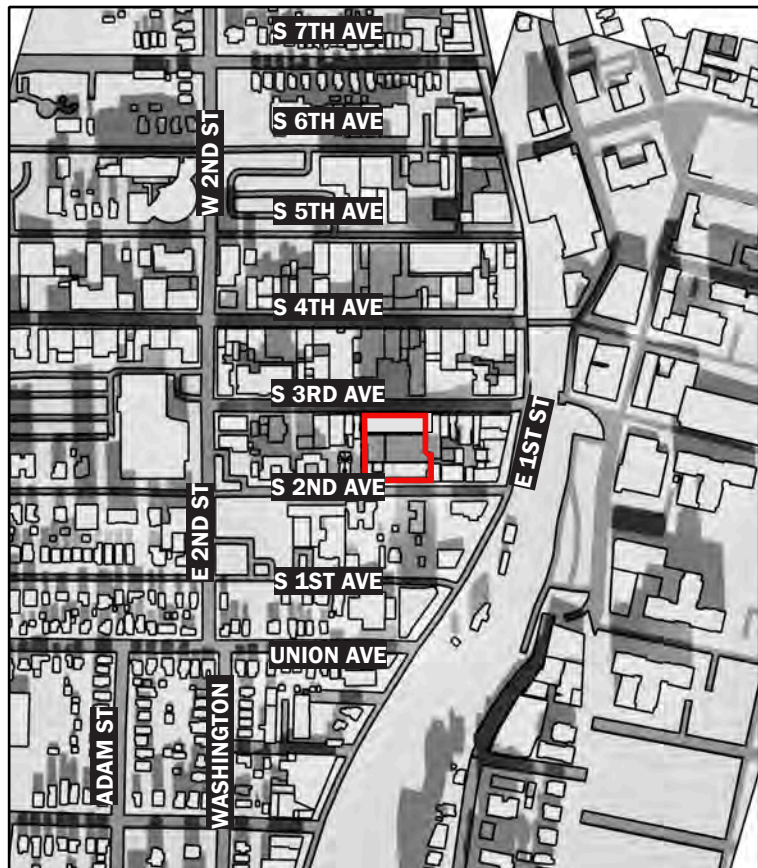 S 7TH AVE
S 6TH AVE
W 2ND ST
S 5TH AVE
S 4TH AVE
S 3RD AVE
E 1ST ST
S 2ND AVE
E 2ND ST
S 1ST AVE
UNION AVE
ADAM ST
WASHINGTON